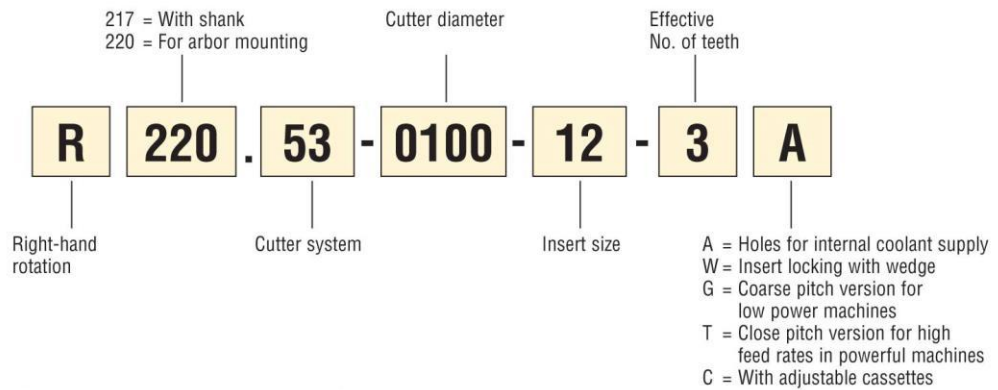 217 = With shank
220 = For arbor mounting
Cutter diameter
Effective
No. of teeth
R 220 . 53 - 0100 - 12 - 3 A
Right-hand
rotation
Cutter system
Insert size
A = Holes for internal coolant supply
W = Insert locking with wedge
G = Coarse pitch version for
low power machines
T = Close pitch version for high
feed rates in powerful machines
C = With adjustable cassettes